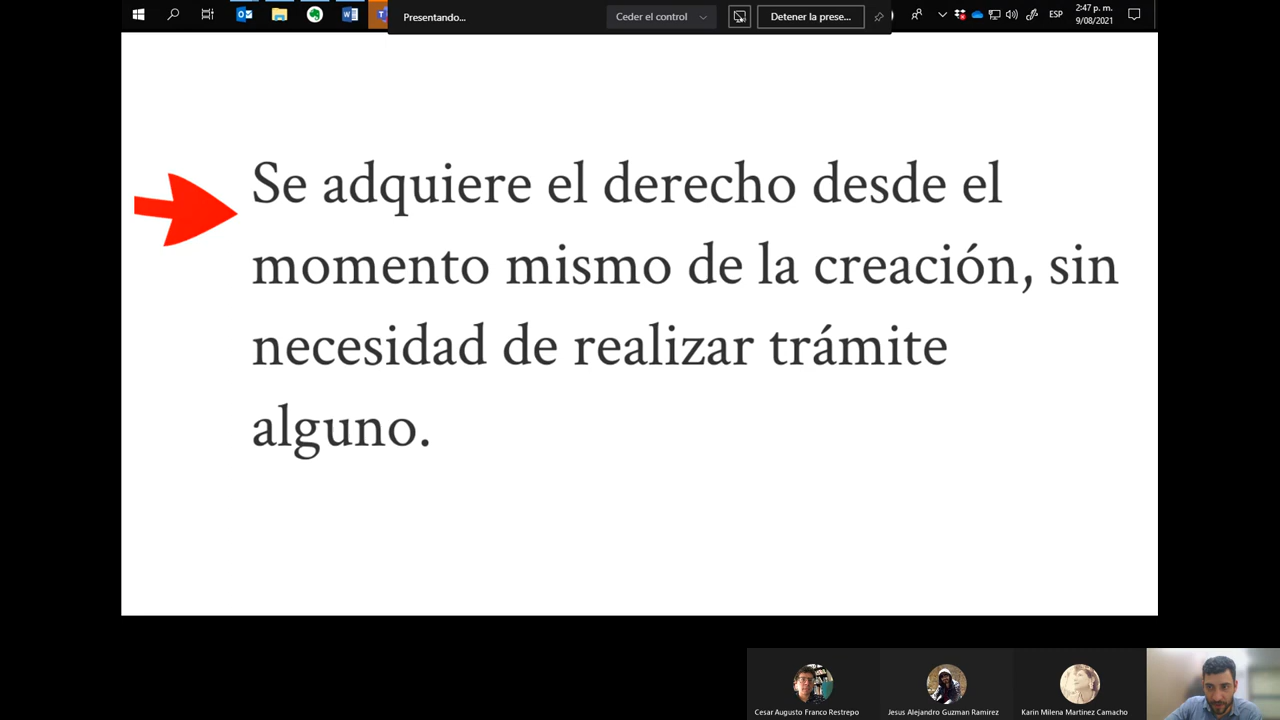 Presentando...
Ceder el control
Detener la prese...
ESP
2:47 p. m.
9/08/2021
Se adquiere el derecho desde el
momento mismo de la creación, sin
necesidad de realizar trámite
alguno.
Cesar Augusto Franco Restrepo
Jesus Alejandro Guzman Ramirez
Karin Milena Martinez Camacho